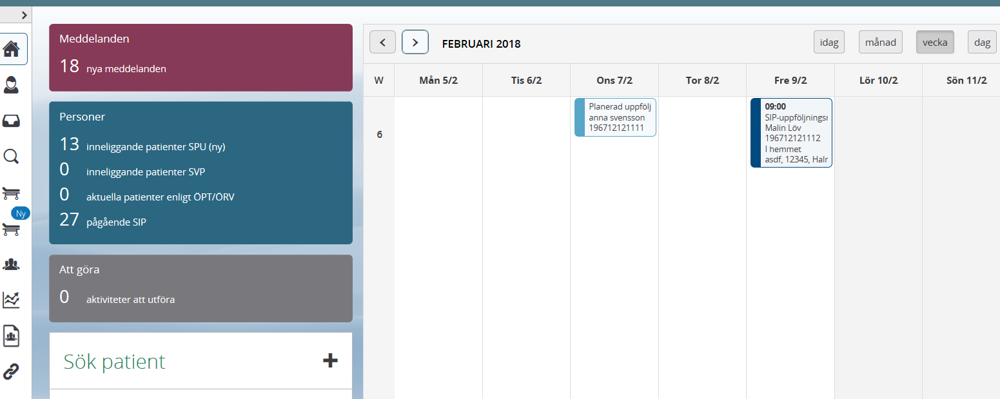 Ny
Meddelanden
18 nya meddelanden
Personer
13 inneliggande patienter SPU (ny)
0 inneliggande patienter SVP
0 aktuella patienter enligt ÖPT/ÖRV
27 pågående SIP
Att göra
0 aktiviteter att utföra
Sök patient
FEBRUARI 2018
idag
månad
vecka
dag
W Mån 5/2 Tis 6/2 Ons 7/2 Tor 8/2 Fre 9/2 Lör 10/2 Sön 11/2
6
Planerad uppfölj
anna svensson
196712121111
09:00
SIP-uppföljnings
Malin Löv
196712121112
I hemmet
asdf, 12345, Hal